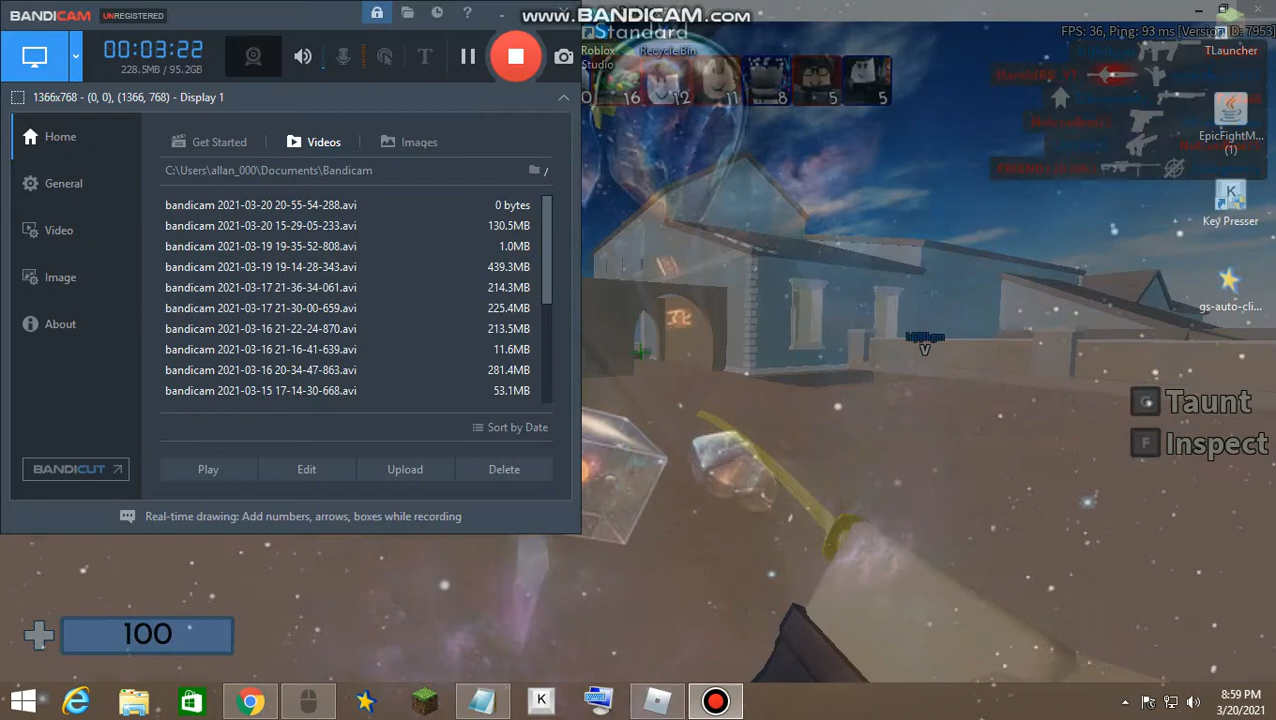 BANDICAM UNREGISTERED
www.BANDICAM.com
00:03:22
228.5MB / 95.2GB
1366x768 - (0, 0), (1366, 768) - Display 1
Home
General
Video
Image
About
BANDICUT
Get Started
Videos
Images
C:\Users\allan_000\Documents\Bandicam
/
bandicam 2021-03-20 20-55-54-288.avi 0 bytes
bandicam 2021-03-20 15-29-05-233.avi 130.5MB
bandicam 2021-03-19 19-35-52-808.avi 1.0MB
bandicam 2021-03-19 19-14-28-343.avi 439.3MB
bandicam 2021-03-17 21-36-34-061.avi 214.3MB
bandicam 2021-03-17 21-30-00-659.avi 225.4MB
bandicam 2021-03-16 21-22-24-870.avi 213.5MB
bandicam 2021-03-16 21-16-41-639.avi 11.6MB
bandicam 2021-03-16 20-34-47-863.avi 281.4MB
bandicam 2021-03-15 17-14-30-668.avi 53.1MB
Sort by Date
Play
Edit
Upload
Delete
Real-time drawing: Add numbers, arrows, boxes while recording
Standard
Roblox
Studio
Recycle Bin
0
16
12
11
8
5
5
FPS: 36, Ping: 93 ms [Version ID: 7953]
TLauncher
EpicFightM...
(1)
K
Key Presser
gs-auto-cli...
V
G Taunt
F Inspect
100
K
8:59 PM
3/20/2021